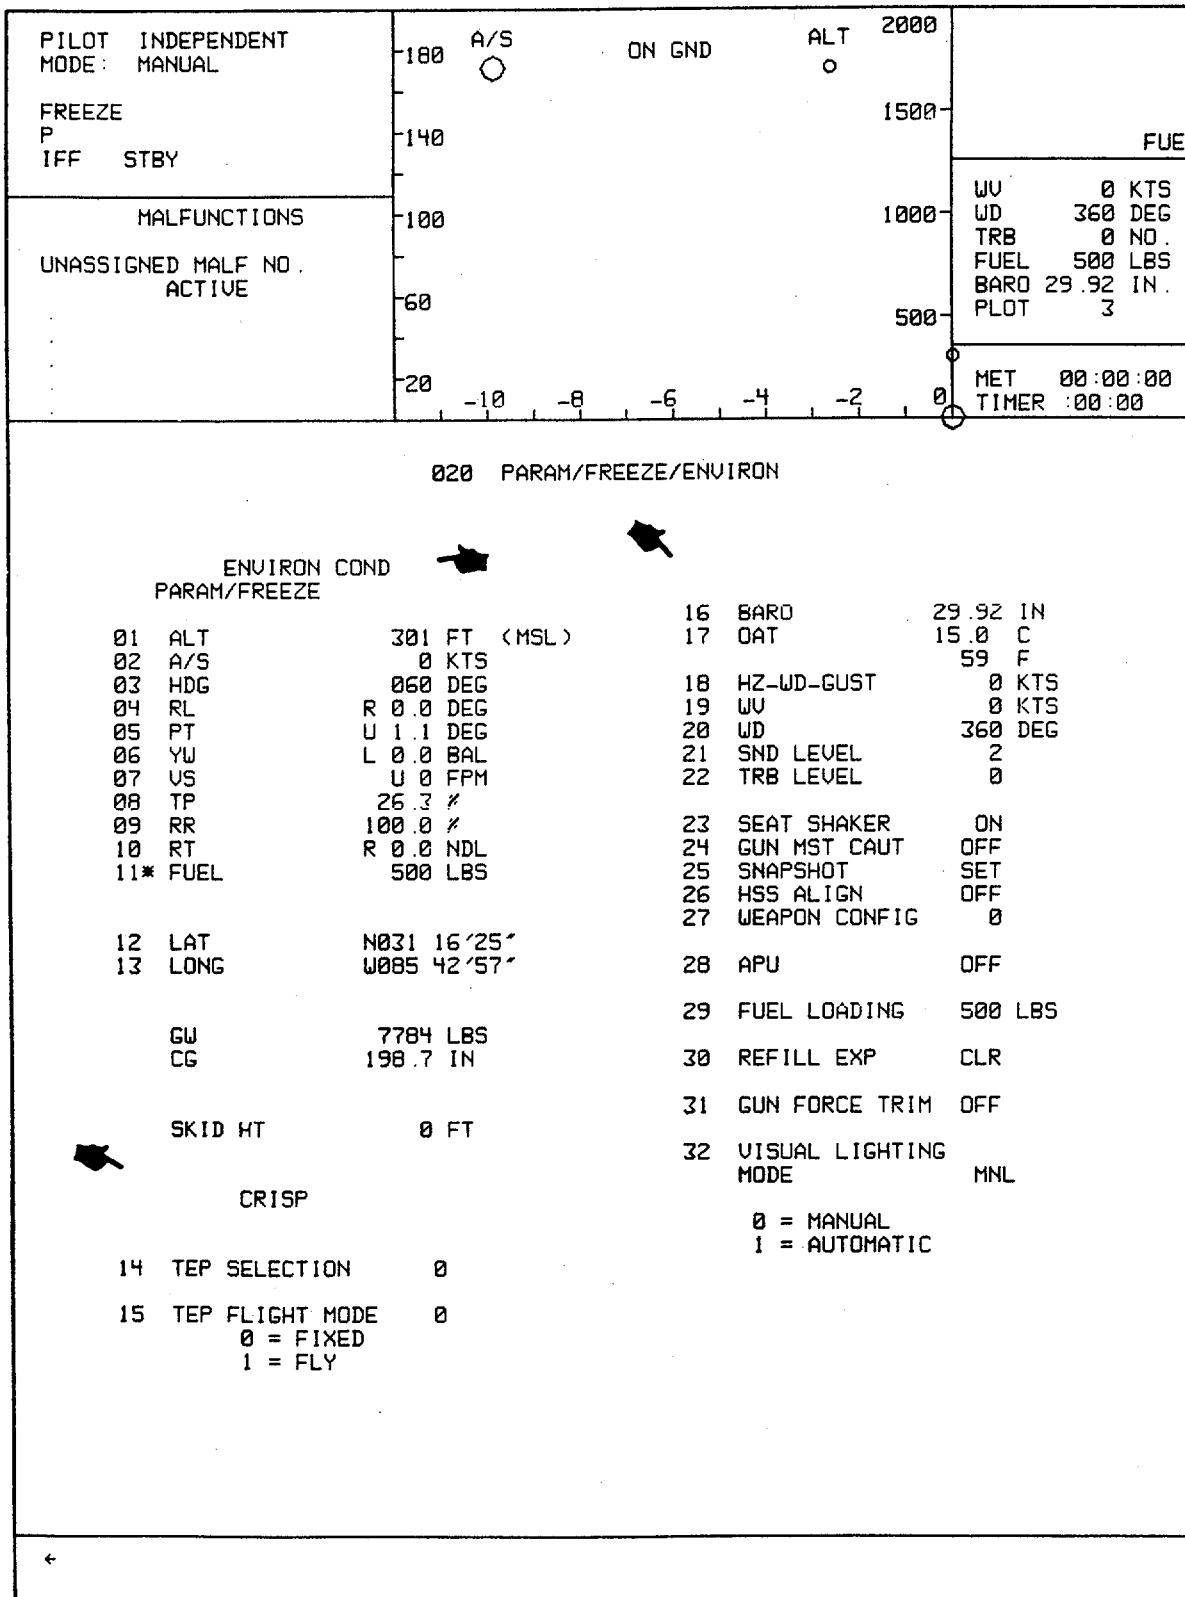 PILOT INDEPENDENT
MODE: MANUAL
FREEZE
P
IFF STBY
MALFUNCTIONS
UNASSIGNED MALF NO.
ACTIVE
A/S
ON GND
ALT
180
140
100
60
20
-10 -8 -6 -4 -2 0
2000
1500
1000
500
FUE
WV 0 KTS
WD 360 DEG
TRB 0 NO.
FUEL 500 LBS
BARO 29.92 IN.
PLOT 3
MET 00:00:00
TIMER :00:00
020 PARAM/FREEZE/ENVIRON
ENVIRON COND
PARAM/FREEZE
01 ALT 301 FT (MSL)
02 A/S 0 KTS
03 HDG 060 DEG
04 RL R 0.0 DEG
05 PT U 1.1 DEG
06 YW L 0.0 BAL
07 VS U 0 FPM
08 TP 26.3 %
09 RR 100.0 %
10 RT R 0.0 NDL
11* FUEL 500 LBS
12 LAT N031 16'25"
13 LONG W085 42'57"
GW 7784 LBS
CG 198.7 IN
SKID HT 0 FT
CRISP
14 TEP SELECTION 0
15 TEP FLIGHT MODE 0
0 = FIXED
1 = FLY
16 BARO 29.92 IN
17 OAT 15.0 C
59 F
18 HZ-WD-GUST 0 KTS
19 WV 0 KTS
20 WD 360 DEG
21 SND LEVEL 2
22 TRB LEVEL 0
23 SEAT SHAKER ON
24 GUN MST CAUT OFF
25 SNAPSHOT SET
26 HSS ALIGN OFF
27 WEAPON CONFIG 0
28 APU OFF
29 FUEL LOADING 500 LBS
30 REFILL EXP CLR
31 GUN FORCE TRIM OFF
32 VISUAL LIGHTING
MODE MNL
0 = MANUAL
1 = AUTOMATIC
←